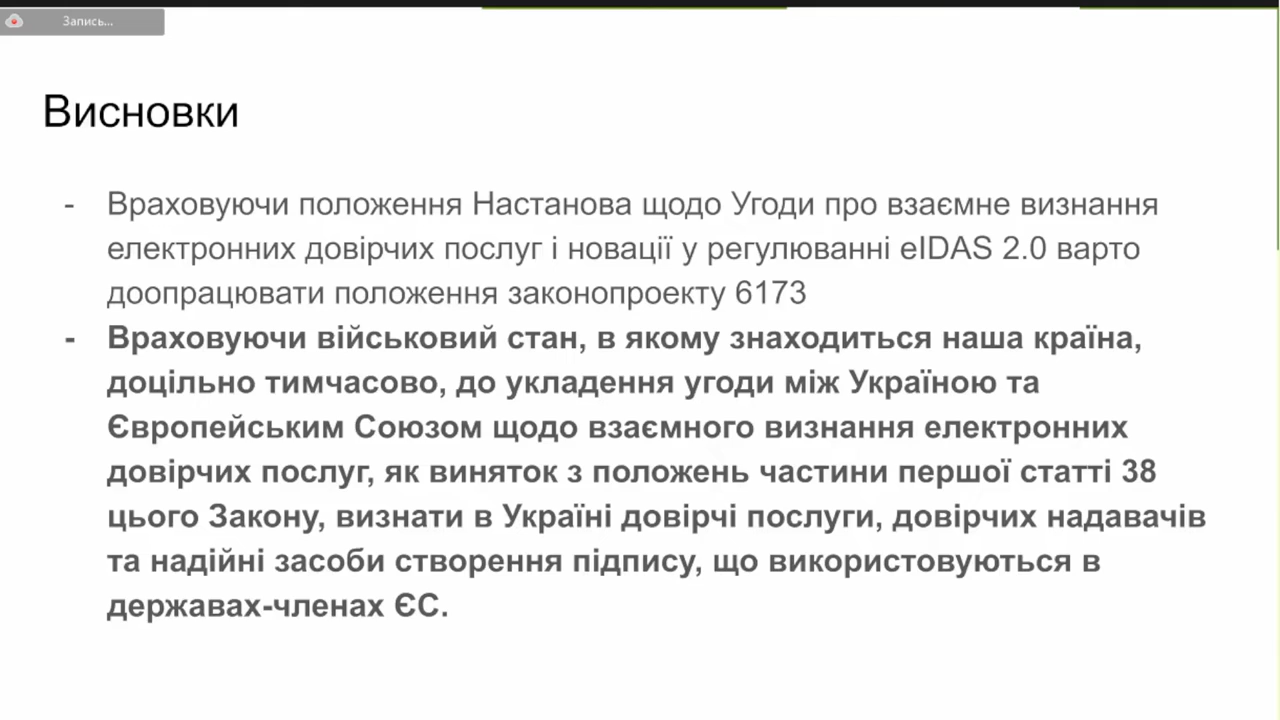 Запись...
Висновки
- Враховуючи положення Настанова щодо Угоди про взаємне визнання
електронних довірчих послуг і новації у регулюванні eIDAS 2.0 варто
доопрацювати положення законопроекту 6173
- Враховуючи військовий стан, в якому знаходиться наша країна,
доцільно тимчасово, до укладення угоди між Україною та
Європейським Союзом щодо взаємного визнання електронних
довірчих послуг, як виняток з положень частини першої статті 38
цього Закону, визнати в Україні довірчі послуги, довірчих надавачів
та надійні засоби створення підпису, що використовуються в
державах-членах ЄС.